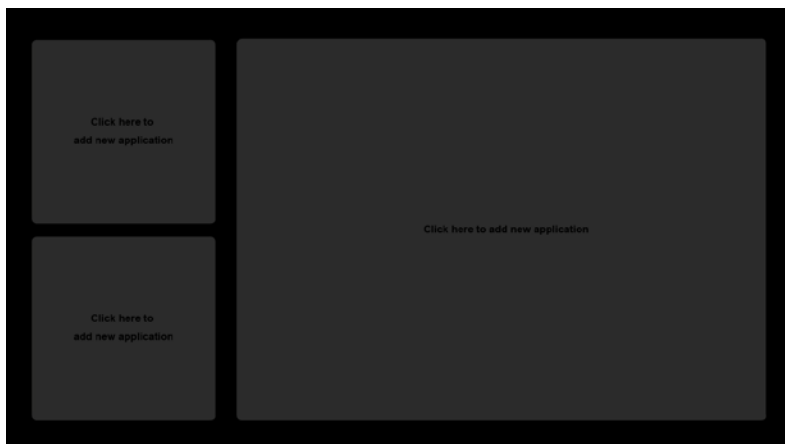 Click here to
add new application
Click here to add new application
Click here to
add new application